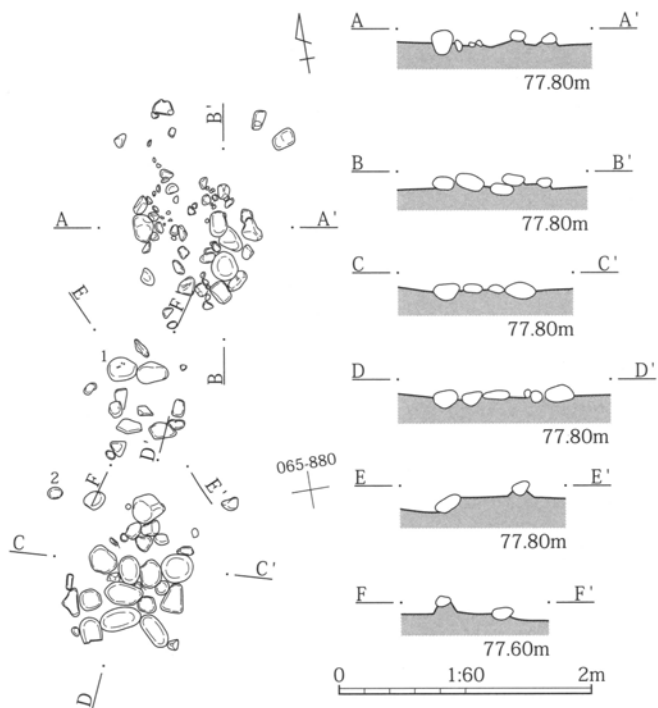 A A'
77.80m
B B'
77.80m
C C'
77.80m
D D'
77.80m
E E'
77.80m
F F'
77.60m
0 1:60 2m
B'
A A'
E
F
1
B
D'
065-880
2
F
E'
C C'
D